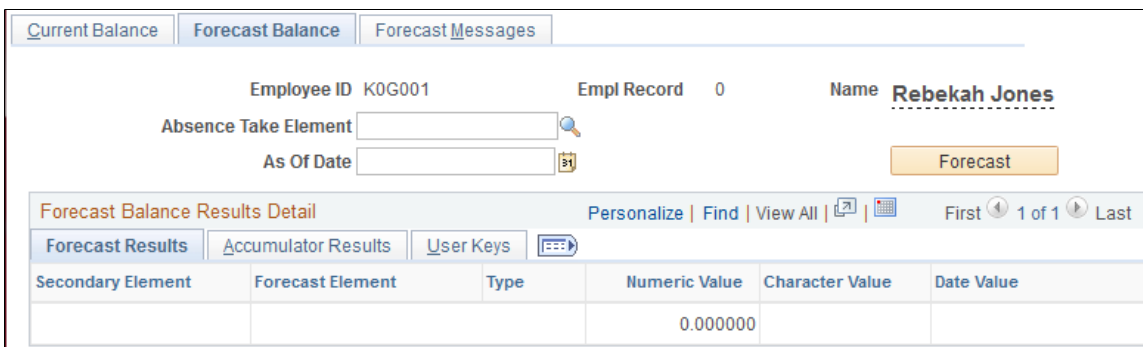 Current Balance Forecast Balance Forecast Messages
Employee ID K0G001 Empl Record 0 Name Rebekah Jones
Absence Take Element
As Of Date 31 Forecast
Forecast Balance Results Detail Personalize | Find | View All | | First 1 of 1 Last
Forecast Results Accumulator Results User Keys
Secondary Element Forecast Element Type Numeric Value Character Value Date Value
0.000000